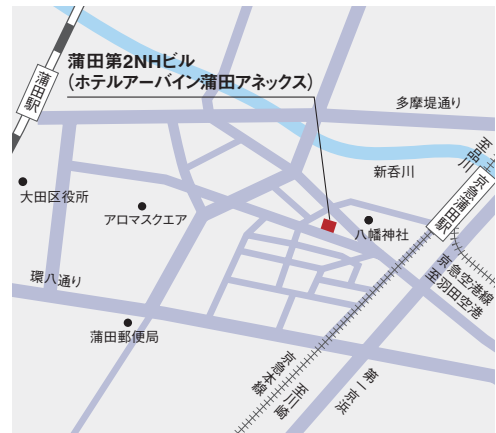 蒲田第2NHビル
(ホテルアーバイン蒲田アネックス)
蒲田駅
多摩堤通り
至品川
新呑川
京急蒲田駅
大田区役所
アロマスクエア
八幡神社
京急空港線
至羽田空港
環八通り
蒲田郵便局
至川崎
京急本線
第一京浜